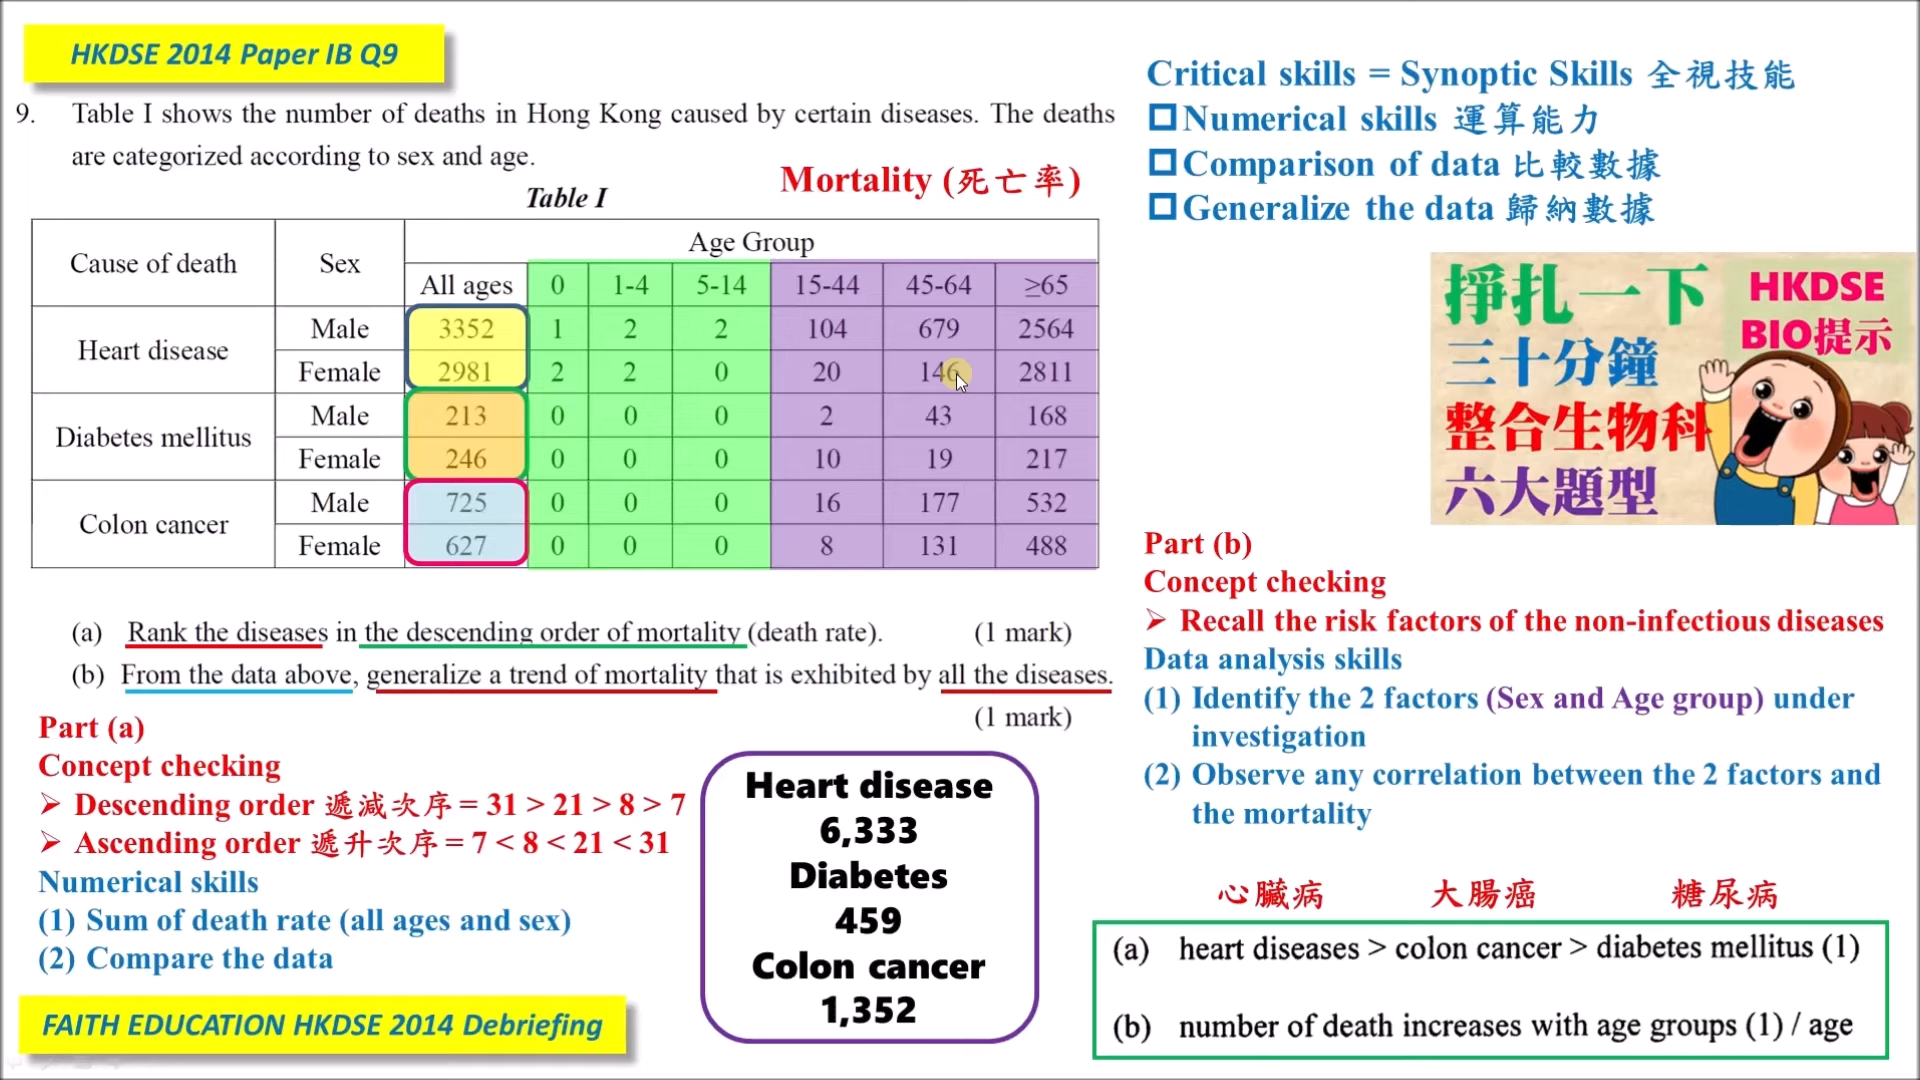 HKDSE 2014 Paper IB Q9
9. Table I shows the number of deaths in Hong Kong caused by certain diseases. The deaths
are categorized according to sex and age.
Mortality (死亡率)
Table I
Cause of death Sex Age Group
All ages 0 1-4 5-14 15-44 45-64 ≥65
Heart disease Male 3352 1 2 2 104 679 2564
Female 2981 2 2 0 20 146 2811
Diabetes mellitus Male 213 0 0 0 2 43 168
Female 246 0 0 0 10 19 217
Colon cancer Male 725 0 0 0 16 177 532
Female 627 0 0 0 8 131 488
(a) Rank the diseases in the descending order of mortality (death rate). (1 mark)
(b) From the data above, generalize a trend of mortality that is exhibited by all the diseases.
(1 mark)
Part (a)
Concept checking
➢ Descending order 遞減次序 = 31 > 21 > 8 > 7
➢ Ascending order 遞升次序 = 7 < 8 < 21 < 31
Numerical skills
(1) Sum of death rate (all ages and sex)
(2) Compare the data
FAITH EDUCATION HKDSE 2014 Debriefing
Heart disease
6,333
Diabetes
459
Colon cancer
1,352
Critical skills = Synoptic Skills 全視技能
Numerical skills 運算能力
Comparison of data 比較數據
Generalize the data 歸納數據
掙扎一下
三十分鐘
整合生物科
六大題型
HKDSE
BIO提示
Part (b)
Concept checking
➢ Recall the risk factors of the non-infectious diseases
Data analysis skills
(1) Identify the 2 factors (Sex and Age group) under
investigation
(2) Observe any correlation between the 2 factors and
the mortality
心臟病 大腸癌 糖尿病
(a) heart diseases > colon cancer > diabetes mellitus (1)
(b) number of death increases with age groups (1) / age